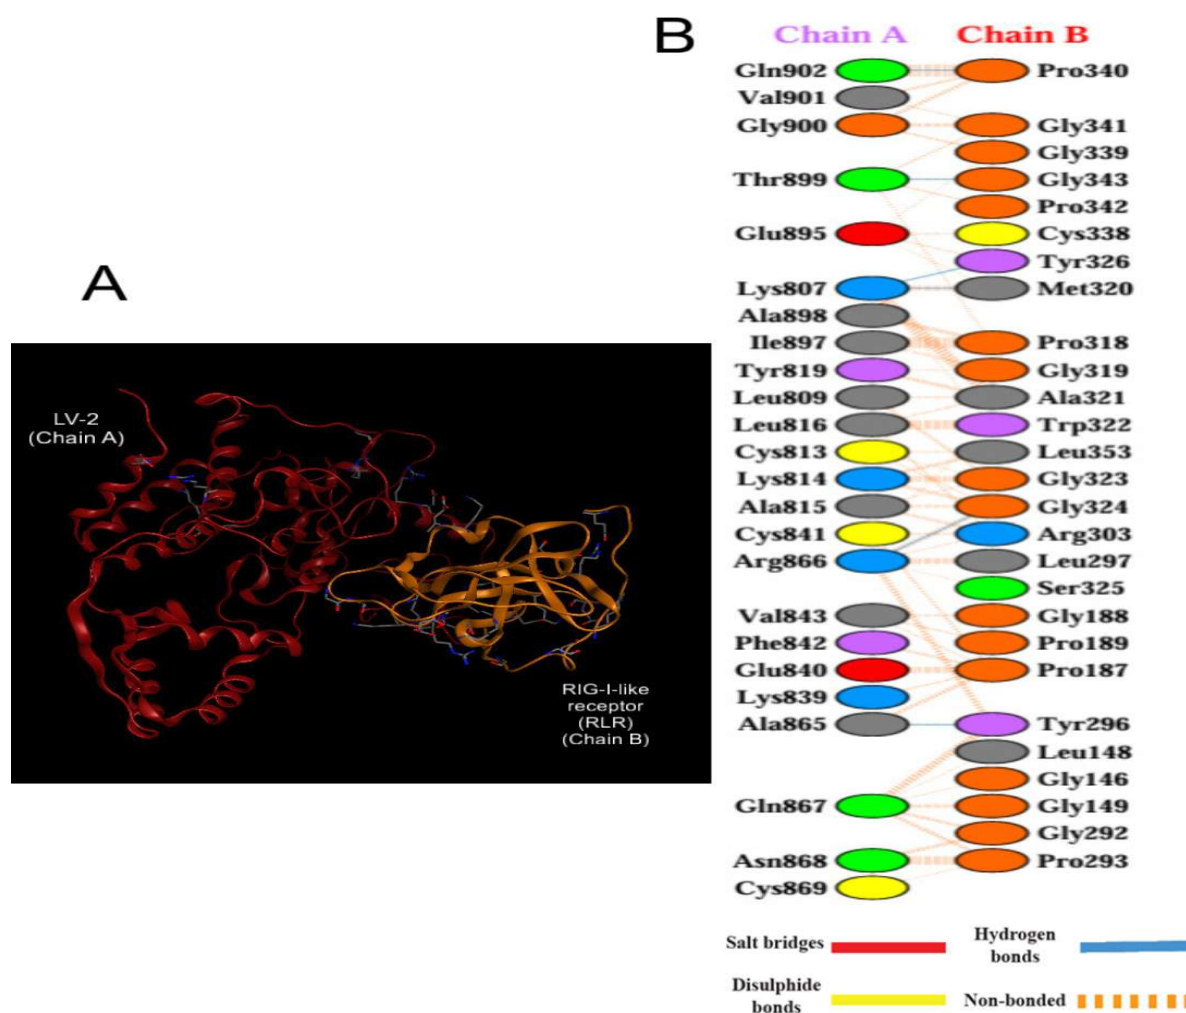 A
LV-2
(Chain A)
RIG-I-like
receptor
(RLR)
(Chain B)
B
Chain A Chain B
Gln902 Pro340
Val901
Gly900 Gly341
Gly339
Thr899 Gly343
Pro342
Glu895 Cys338
Tyr326
Lys807 Met320
Ala898
Ile897 Pro318
Tyr819 Gly319
Leu809 Ala321
Leu816 Trp322
Cys813 Leu353
Lys814 Gly323
Ala815 Gly324
Cys841 Arg303
Arg866 Leu297
Ser325
Val843 Gly188
Phe842 Pro189
Glu840 Pro187
Lys839
Ala865 Tyr296
Leu148
Gly146
Gln867 Gly149
Gly292
Asn868 Pro293
Cys869
Salt bridges
Hydrogen
bonds
Disulphide
bonds
Non-bonded